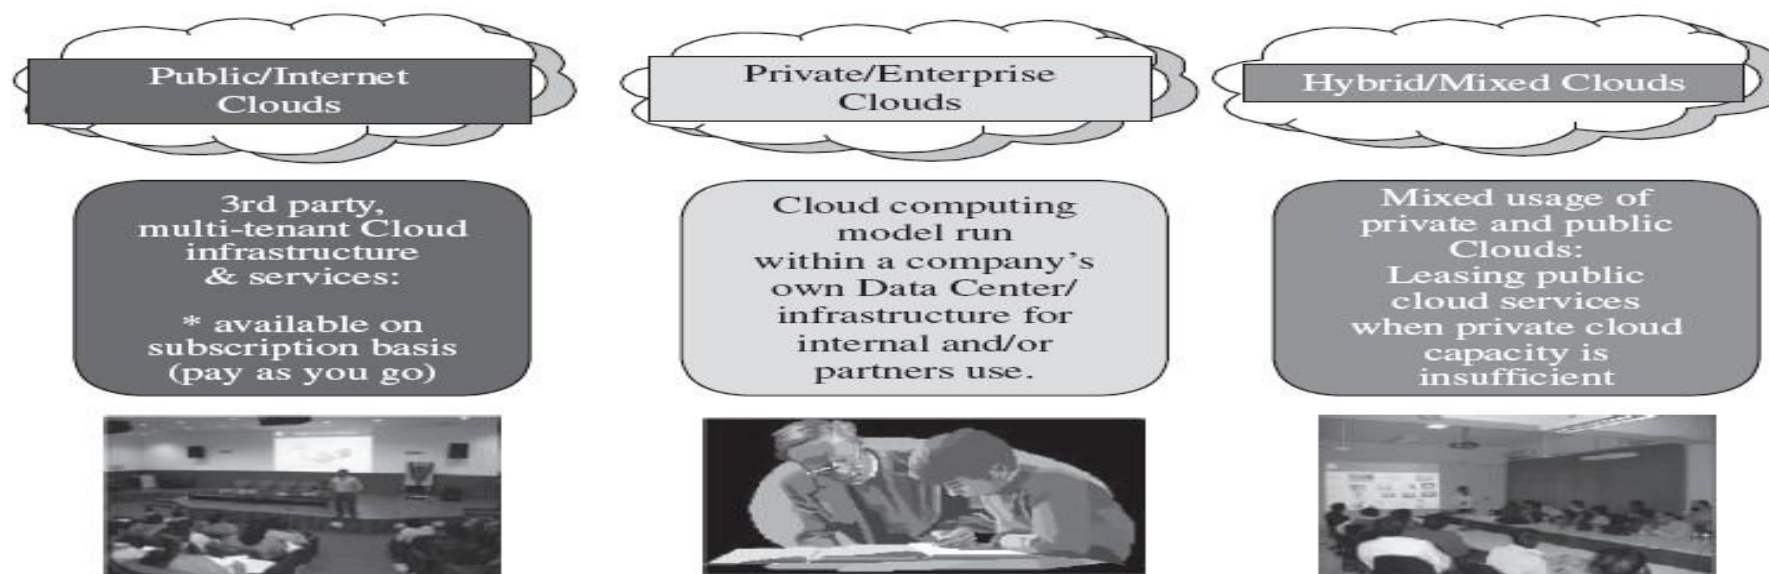 Public/Internet
Clouds
3rd party,
multi-tenant Cloud
infrastructure
& services:
* available on
subscription basis
(pay as you go)
Private/Enterprise
Clouds
Cloud computing
model run
within a company's
own Data Center/
infrastructure for
internal and/or
partners use.
Hybrid/Mixed Clouds
Mixed usage of
private and public
Clouds:
Leasing public
cloud services
when private cloud
capacity is
insufficient